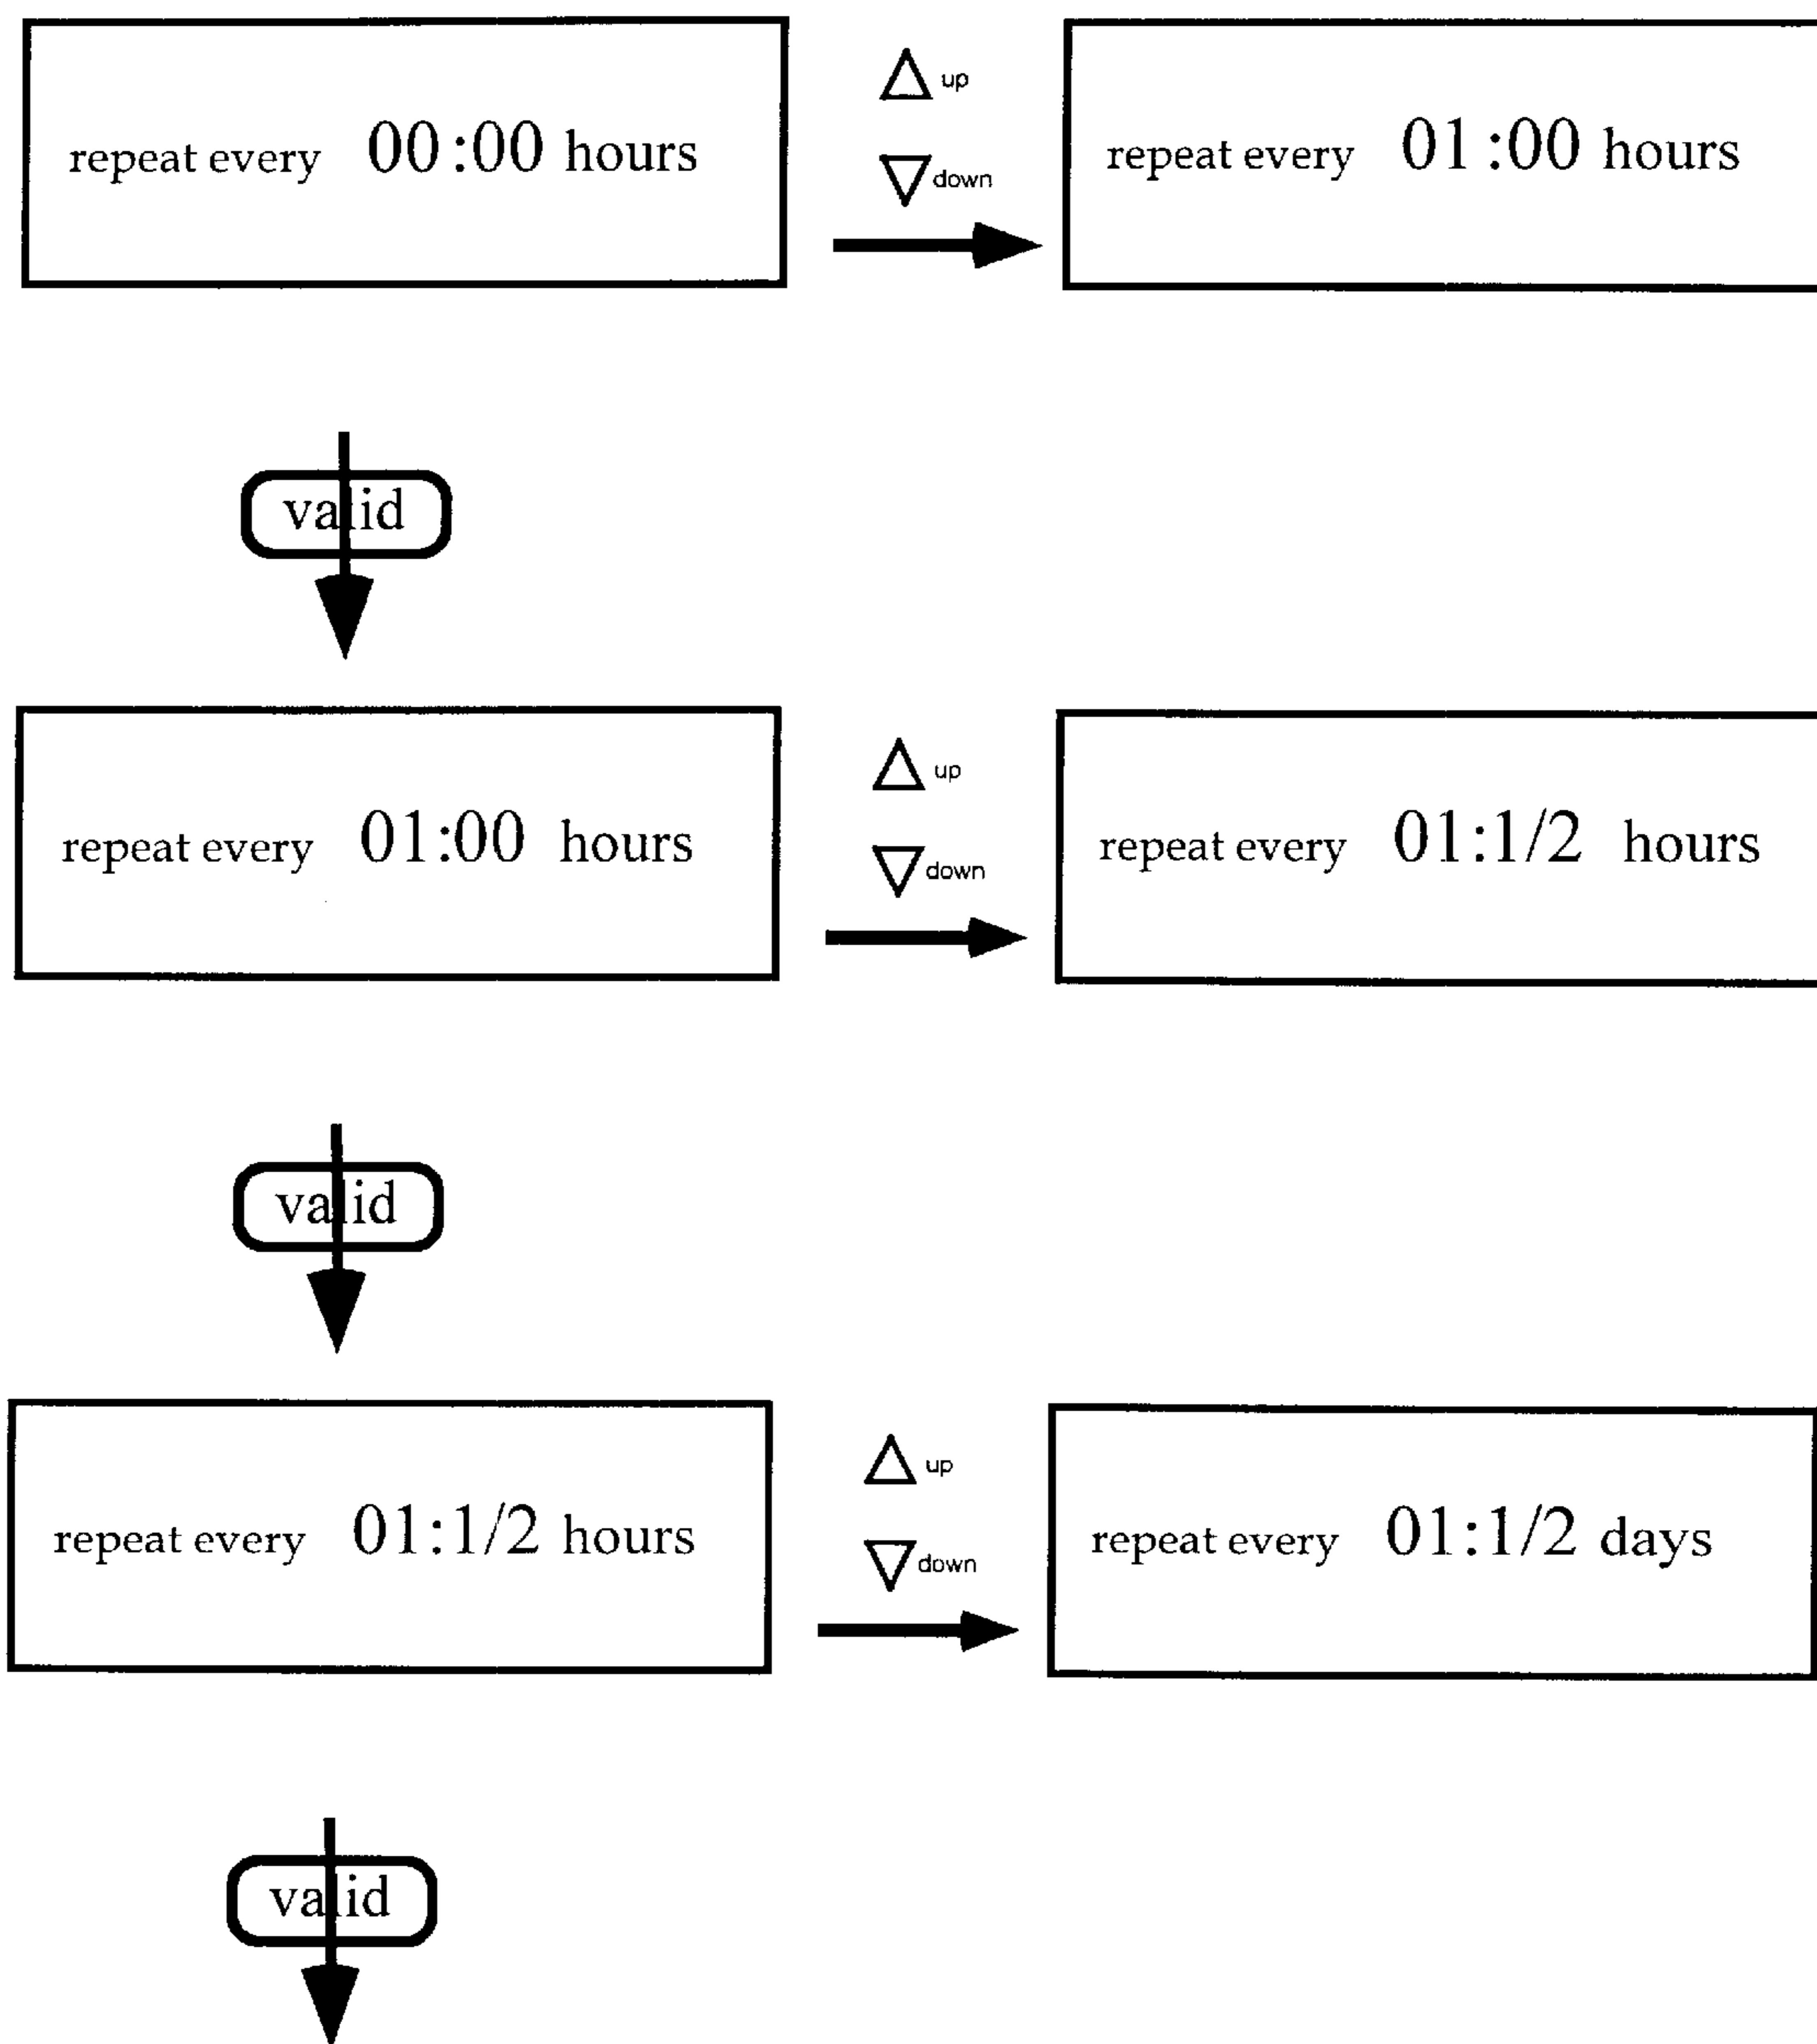 repeat every 00:00 hours
up
down
repeat every 01:00 hours
valid
repeat every 01:00 hours
up
down
repeat every 01:1/2 hours
valid
repeat every 01:1/2 hours
up
down
repeat every 01:1/2 days
valid